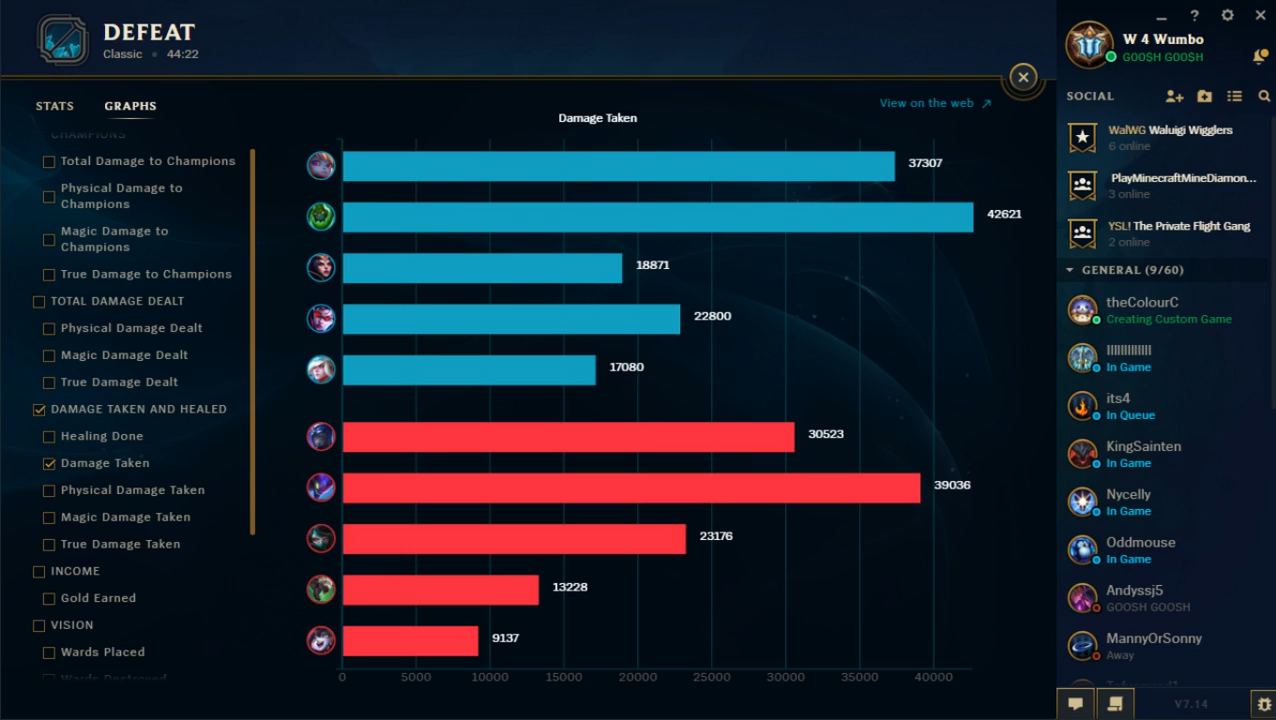 DEFEAT
Classic • 44:22
STATS
GRAPHS
CHAMPIONS
Total Damage to Champions
Physical Damage to
Champions
Magic Damage to
Champions
True Damage to Champions
TOTAL DAMAGE DEALT
Physical Damage Dealt
Magic Damage Dealt
True Damage Dealt
DAMAGE TAKEN AND HEALED
Healing Done
Damage Taken
Physical Damage Taken
Magic Damage Taken
True Damage Taken
INCOME
Gold Earned
VISION
Wards Placed
Wards Destroyed
View on the web
Damage Taken
37307
42621
18871
22800
17080
30523
39036
23176
13228
9137
0 5000 10000 15000 20000 25000 30000 35000 40000
W 4 Wumbo
GOOSH GOOSH
SOCIAL
WalWG Waluigi Wigglers
6 online
PlayMinecraftMineDiamon...
3 online
YSL! The Private Flight Gang
2 online
GENERAL (9/60)
theColourC
Creating Custom Game
In Game
its4
In Queue
KingSainten
In Game
Nycelly
In Game
Oddmouse
In Game
Andyssj5
GOOSH GOOSH
MannyOrSonny
Away
V7.14